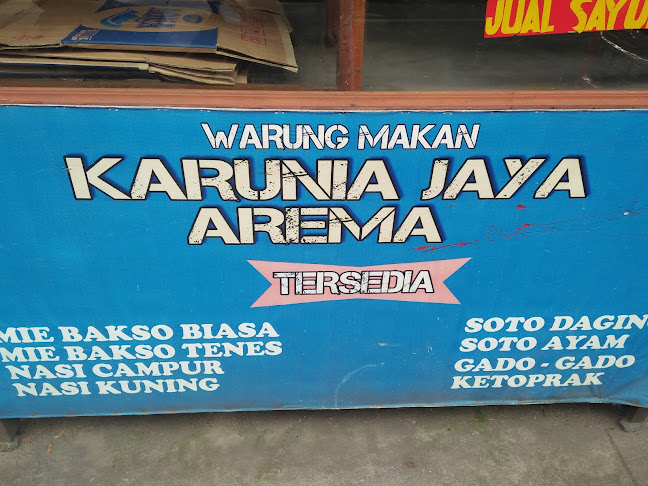 JUAL SAYU
WARUNG MAKAN
KARUNIA JAYA
AREMA
TERSEDIA
MIE BAKSO BIASA
MIE BAKSO TENES
NASI CAMPUR
NASI KUNING
SOTO DAGING
SOTO AYAM
GADO - GADO
KETOPRAK